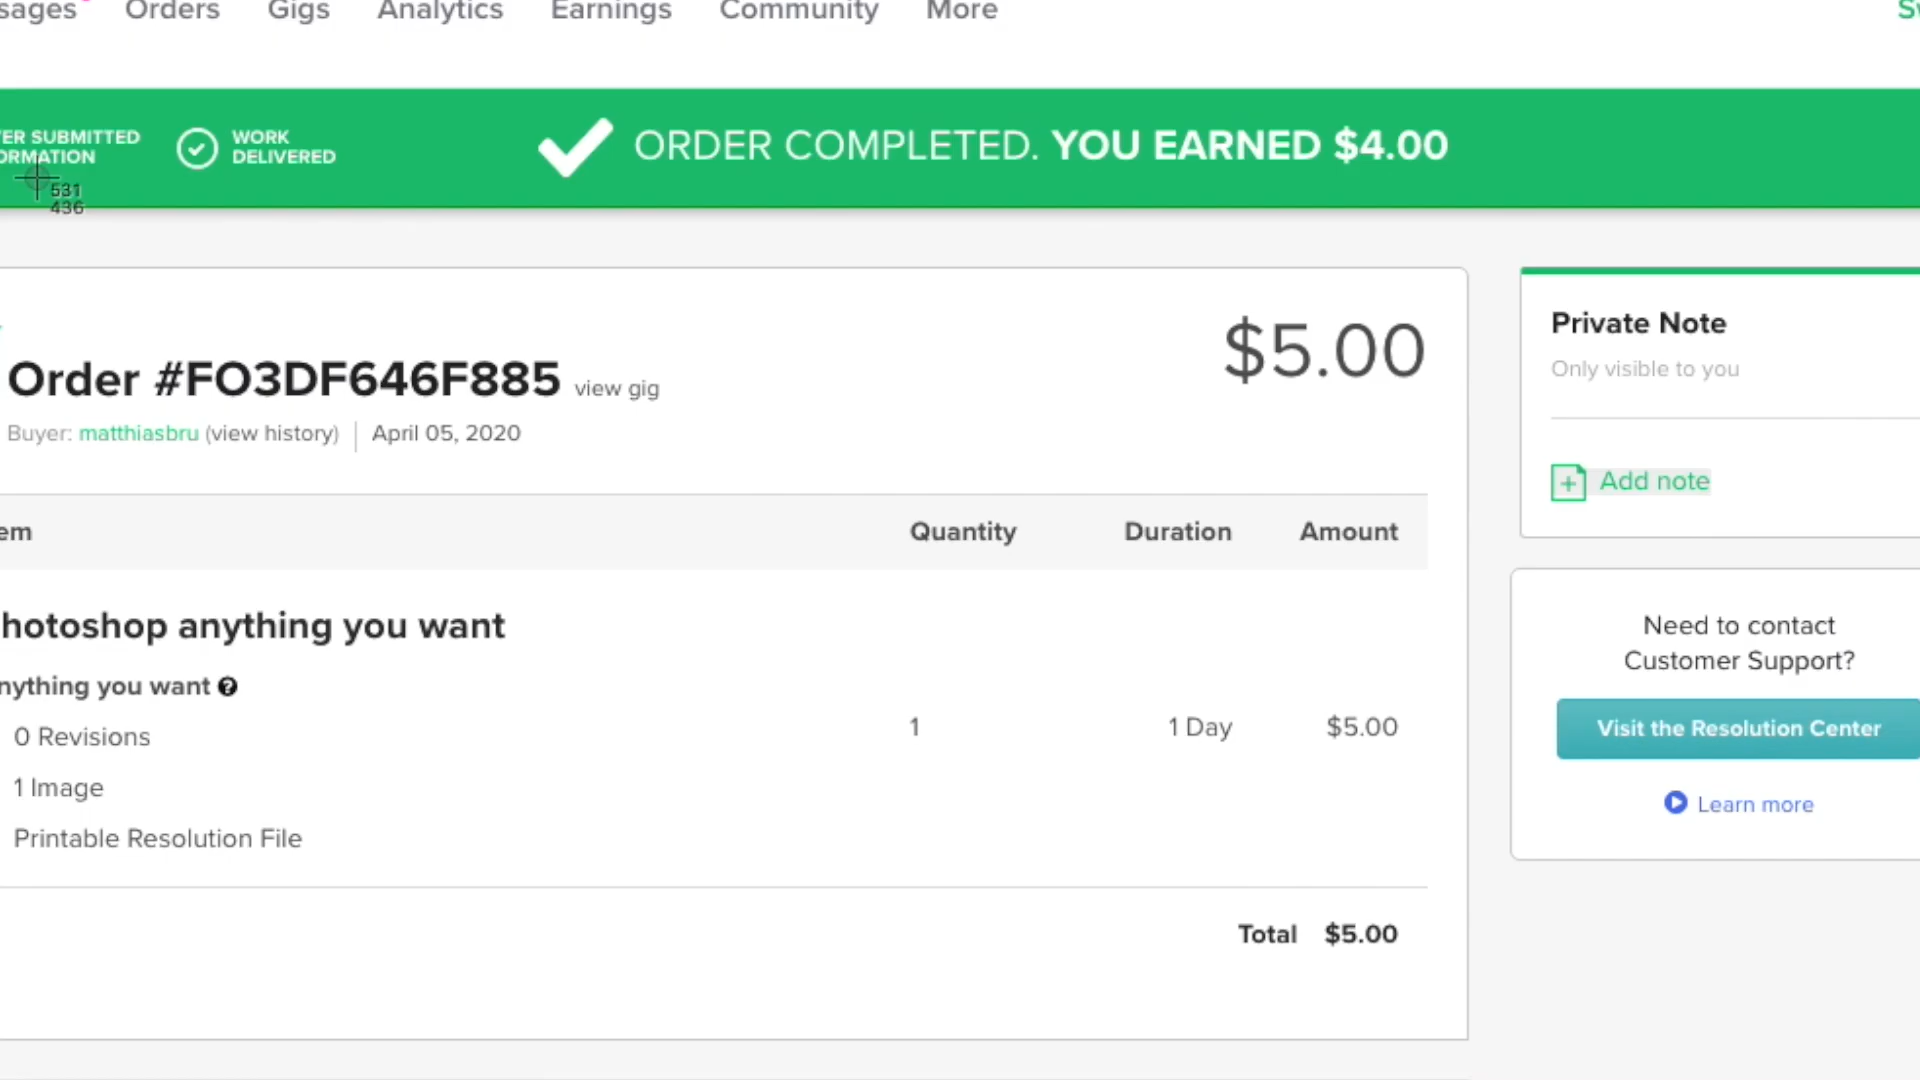 sages Orders Gigs Analytics Earnings Community More
ER SUBMITTED
ORMATION
WORK
DELIVERED
ORDER COMPLETED. YOU EARNED $4.00
531
436
$5.00
Order #FO3DF646F885 view gig
Buyer: matthiasbru (view history) | April 05, 2020
em Quantity Duration Amount
hotoshop anything you want
nything you want
0 Revisions
1 Image
Printable Resolution File
1 1 Day $5.00
Total $5.00
Private Note
Only visible to you
Add note
Need to contact
Customer Support?
Visit the Resolution Center
Learn more